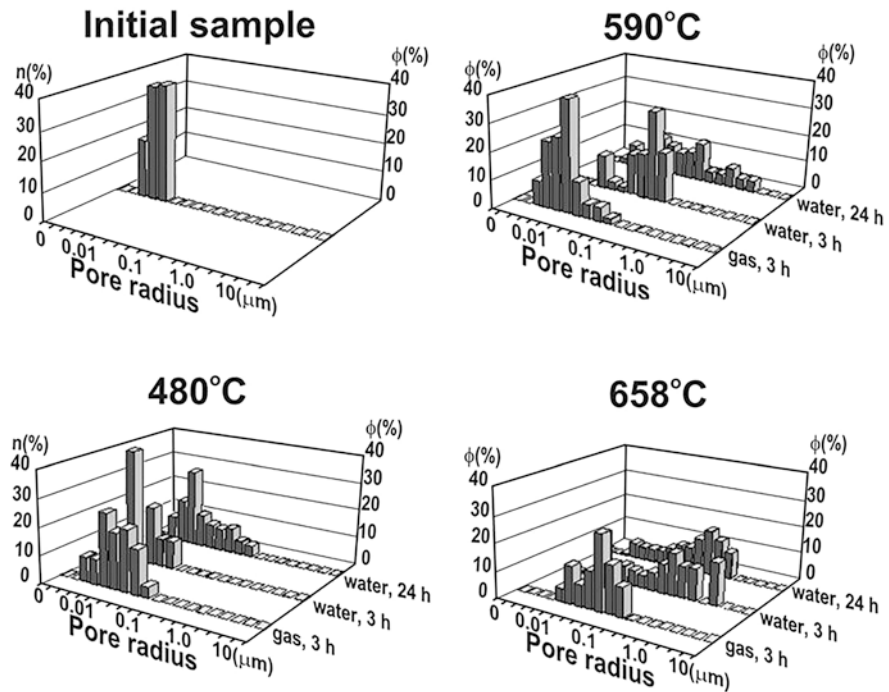 Initial sample
n(%)
40
30
20
10
0
ϕ(%)
40
30
20
10
0
0
0.01
0.1
1.0
10(μm)
Pore radius
590°C
ϕ(%)
40
30
20
10
0
ϕ(%)
40
30
20
10
0
water, 24 h
water, 3 h
gas, 3 h
0
0.01
0.1
1.0
10(μm)
Pore radius
480°C
n(%)
40
30
20
10
0
ϕ(%)
40
30
20
10
0
water, 24 h
water, 3 h
gas, 3 h
0
0.01
0.1
1.0
10(μm)
Pore radius
658°C
ϕ(%)
40
30
20
10
0
ϕ(%)
40
30
20
10
0
water, 24 h
water, 3 h
gas, 3 h
0
0.01
0.1
1.0
10(μm)
Pore radius